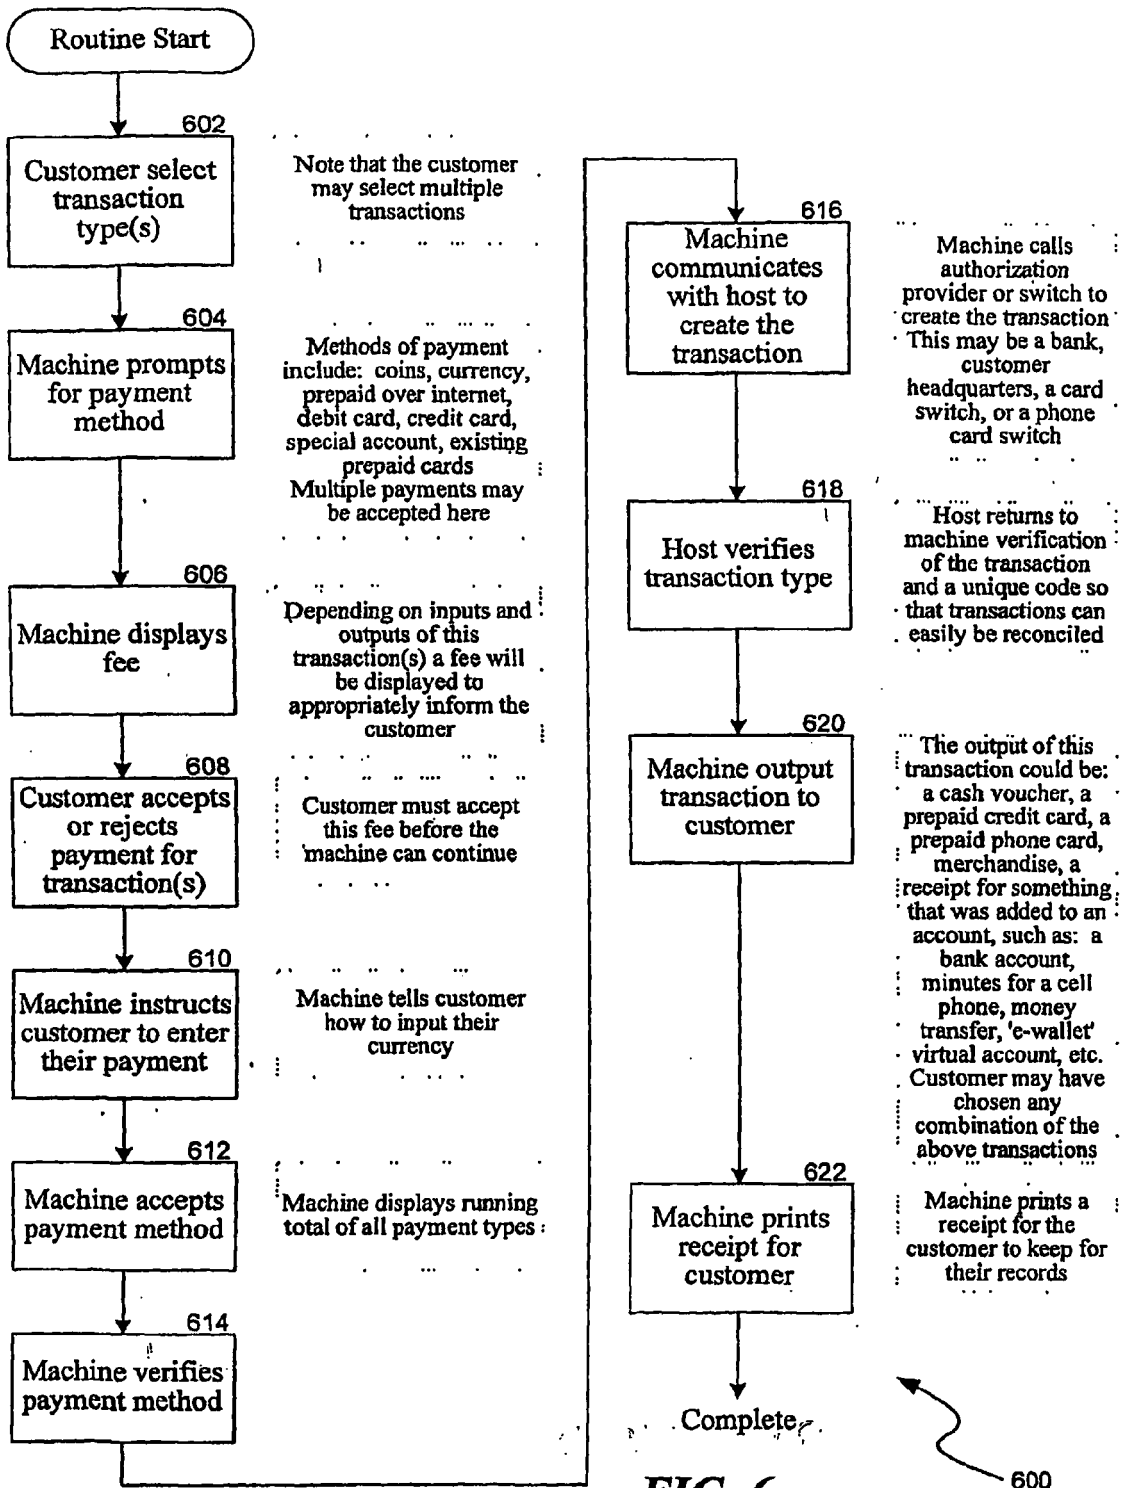 Routine Start
602
Customer select
transaction
type(s)
Note that the customer
may select multiple
transactions
604
Machine prompts
for payment
method
Methods of payment
include: coins, currency,
prepaid over internet,
debit card, credit card,
special account, existing
prepaid cards
Multiple payments may
be accepted here
606
Machine displays
fee
Depending on inputs and
outputs of this
transaction(s) a fee will
be displayed to
appropriately inform the
customer
608
Customer accepts
or rejects
payment for
transaction(s)
Customer must accept
this fee before the
machine can continue
610
Machine instructs
customer to enter
their payment
Machine tells customer
how to input their
currency
612
Machine accepts
payment method
Machine displays running
total of all payment types
614
Machine verifies
payment method
616
Machine
communicates
with host to
create the
transaction
Machine calls
authorization
provider or switch to
create the transaction
This may be a bank,
customer
headquarters, a card
switch, or a phone
card switch
618
Host verifies
transaction type
Host returns to
machine verification
of the transaction
and a unique code so
that transactions can
easily be reconciled
620
Machine output
transaction to
customer
The output of this
transaction could be:
a cash voucher, a
prepaid credit card, a
prepaid phone card,
merchandise, a
receipt for something
that was added to an
account, such as: a
bank account,
minutes for a cell
phone, money
transfer, 'e-wallet'
virtual account, etc.
Customer may have
chosen any
combination of the
above transactions
622
Machine prints
receipt for
customer
Machine prints a
receipt for the
customer to keep for
their records
Complete
600